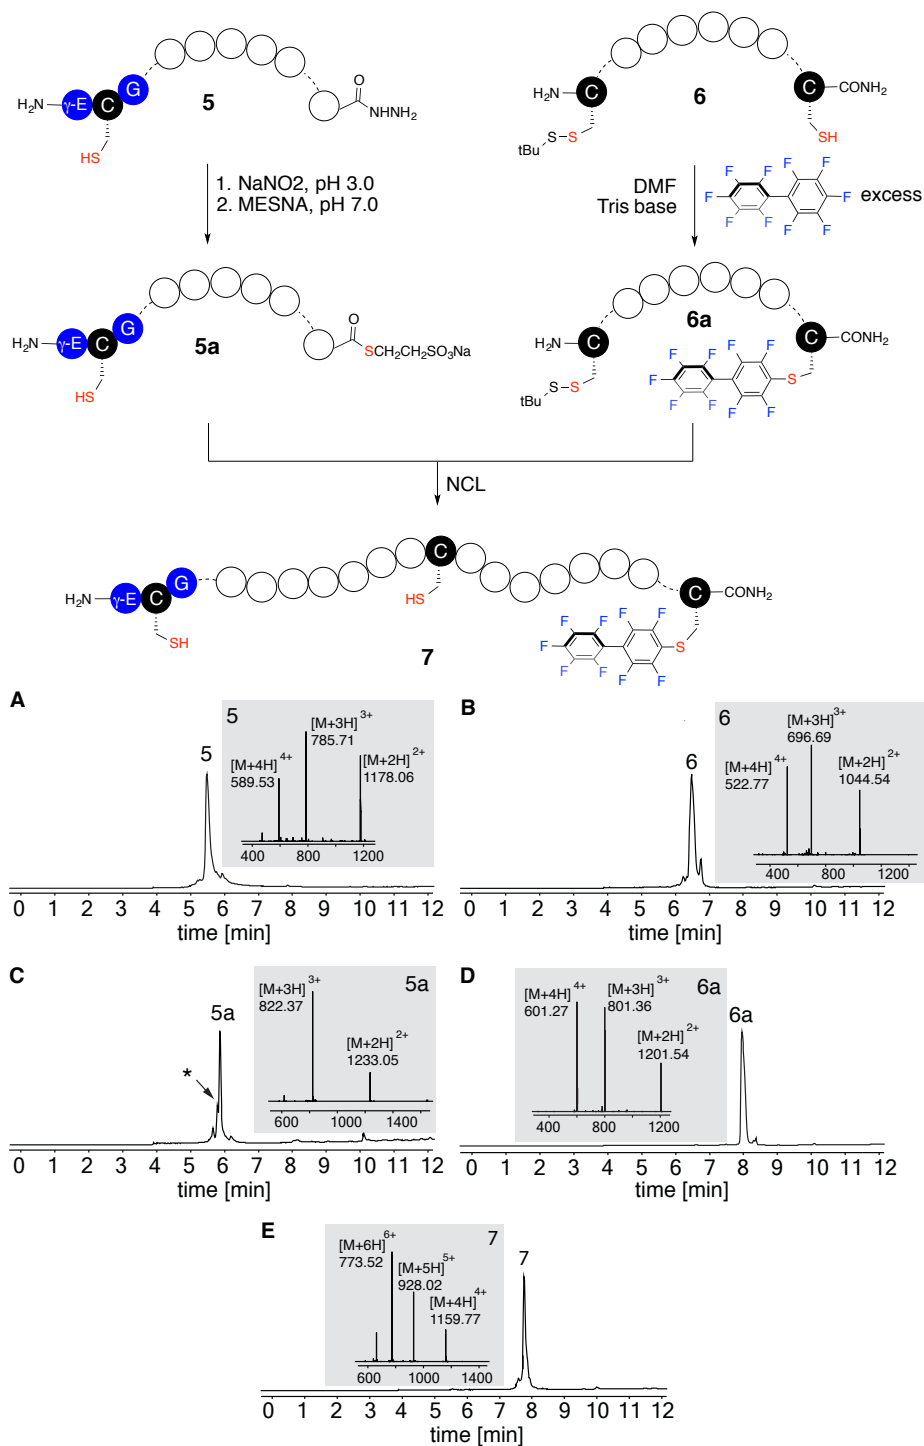 5
H₂N
γ-E
C
G
HS
O
NHNH₂
1. NaNO2, pH 3.0
2. MESNA, pH 7.0
6
H₂N
C
tBu
S
S
C
CONH₂
SH
DMF
Tris base
F
F
F
F
F
F
F
F
F
F
excess
5a
H₂N
γ-E
C
G
HS
O
SCH₂CH₂SO₃Na
6a
H₂N
C
tBu
S
S
C
CONH₂
S
F
F
F
F
F
F
F
F
F
NCL
H₂N
γ-E
C
G
SH
C
HS
C
CONH₂
S
F
F
F
F
F
F
F
F
F
7
A
5
5
[M+4H]⁴⁺
589.53
[M+3H]³⁺
785.71
[M+2H]²⁺
1178.06
400 800 1200
0 1 2 3 4 5 6 7 8 9 10 11 12
time [min]
B
6
6
[M+4H]⁴⁺
522.77
[M+3H]³⁺
696.69
[M+2H]²⁺
1044.54
400 800 1200
0 1 2 3 4 5 6 7 8 9 10 11 12
time [min]
C
5a
*
5a
[M+3H]³⁺
822.37
[M+2H]²⁺
1233.05
600 1000 1400
0 1 2 3 4 5 6 7 8 9 10 11 12
time [min]
D
6a
6a
[M+4H]⁴⁺
601.27
[M+3H]³⁺
801.36
[M+2H]²⁺
1201.54
400 800 1200
0 1 2 3 4 5 6 7 8 9 10 11 12
time [min]
E
7
7
[M+6H]⁶⁺
773.52
[M+5H]⁵⁺
928.02
[M+4H]⁴⁺
1159.77
600 1000 1400
0 1 2 3 4 5 6 7 8 9 10 11 12
time [min]